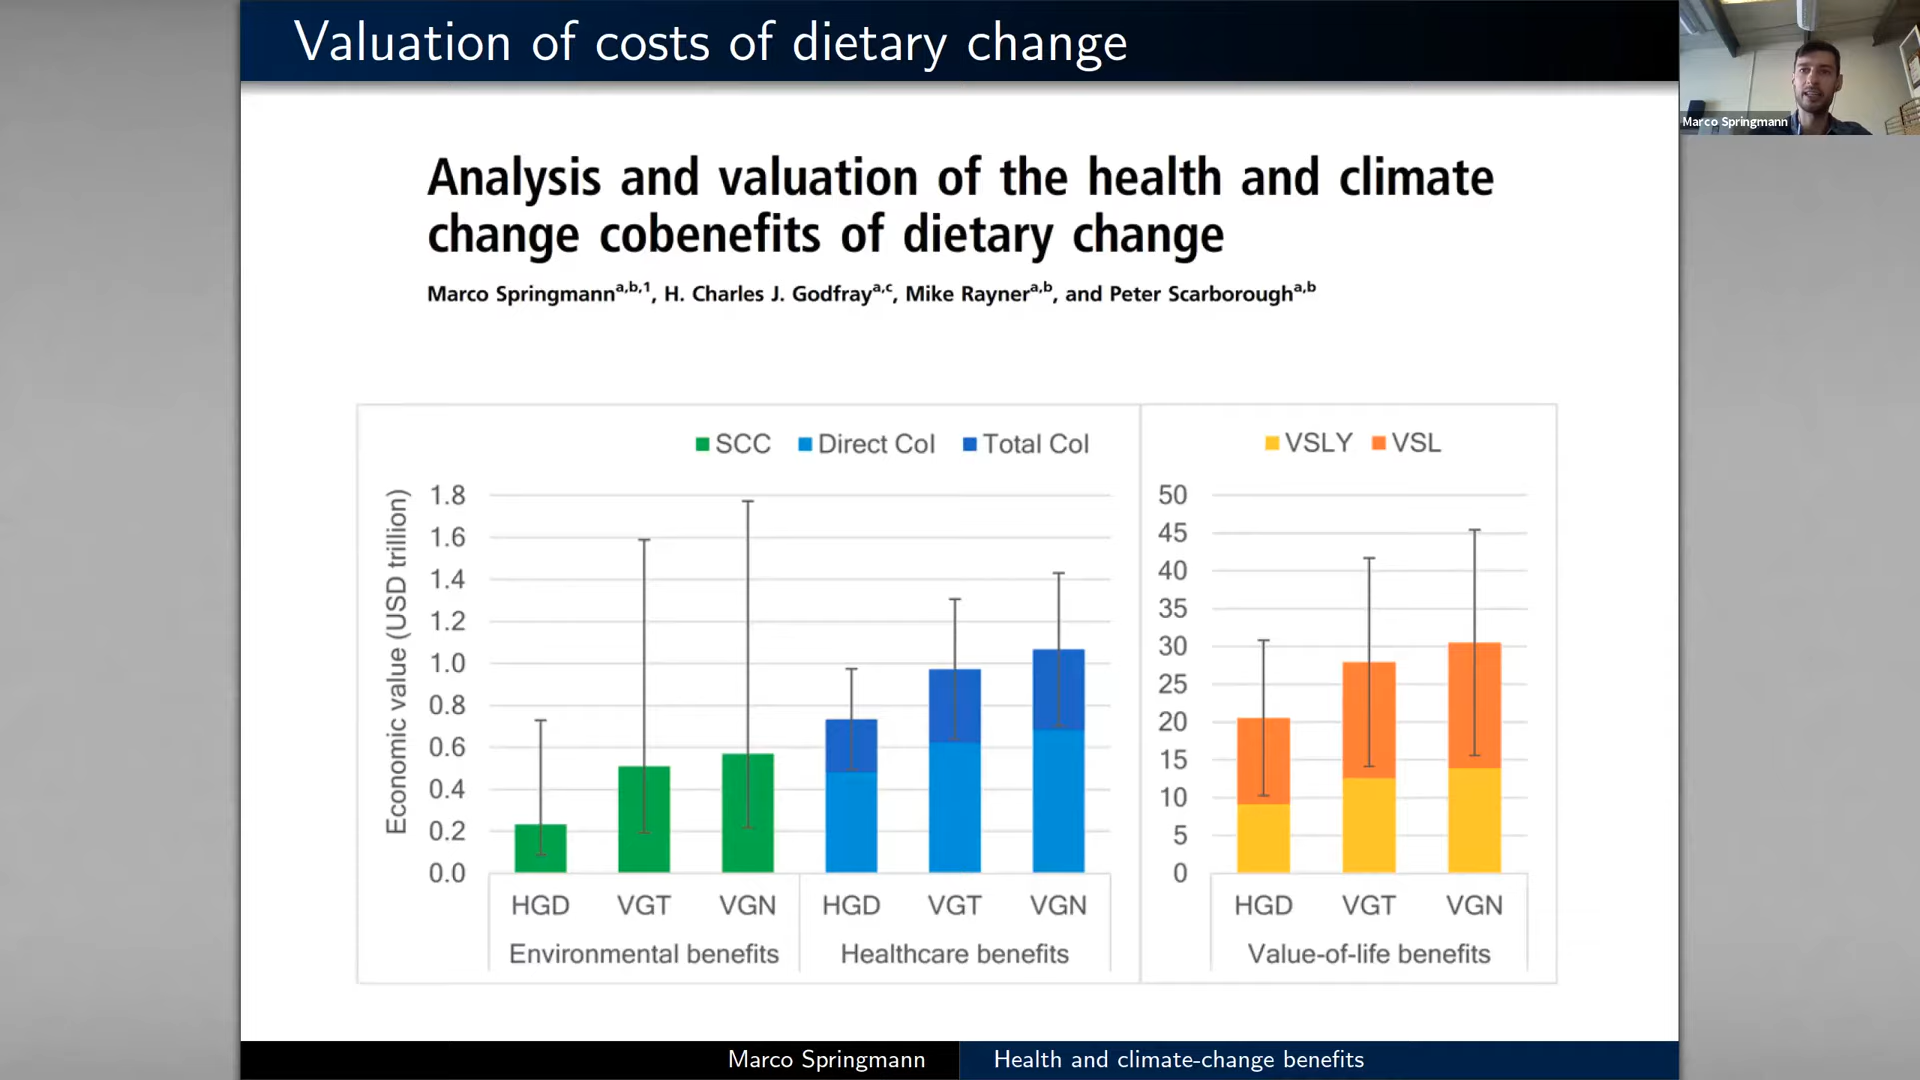 Valuation of costs of dietary change
Marco Springmann
Analysis and valuation of the health and climate
change cobenefits of dietary change
Marco Springmannᵃ,ᵇ,¹, H. Charles J. Godfrayᵃ,ᶜ, Mike Raynerᵃ,ᵇ, and Peter Scarboroughᵃ,ᵇ
SCC Direct CoI Total CoI
Economic value (USD trillion)
1.8
1.6
1.4
1.2
1.0
0.8
0.6
0.4
0.2
0.0
HGD VGT VGN HGD VGT VGN
Environmental benefits Healthcare benefits
VSLY VSL
50
45
40
35
30
25
20
15
10
5
0
HGD VGT VGN
Value-of-life benefits
Marco Springmann Health and climate-change benefits